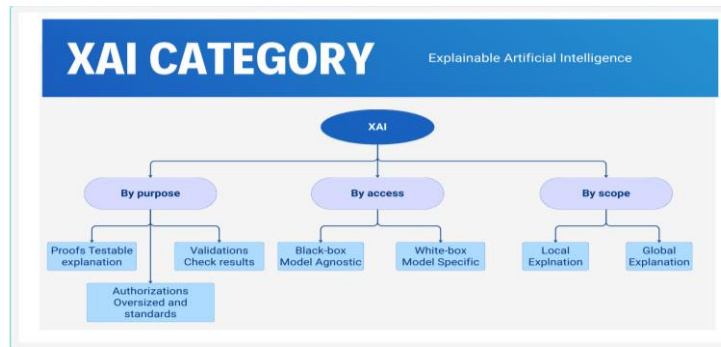 XAI CATEGORY
Explainable Artificial Intelligence
XAI
By purpose
By access
By scope
Proofs Testable
explanation
Validations
Check results
Black-box
Model Agnostic
White-box
Model Specific
Local
Explnation
Global
Explanation
Authorizations
Oversized and
standards